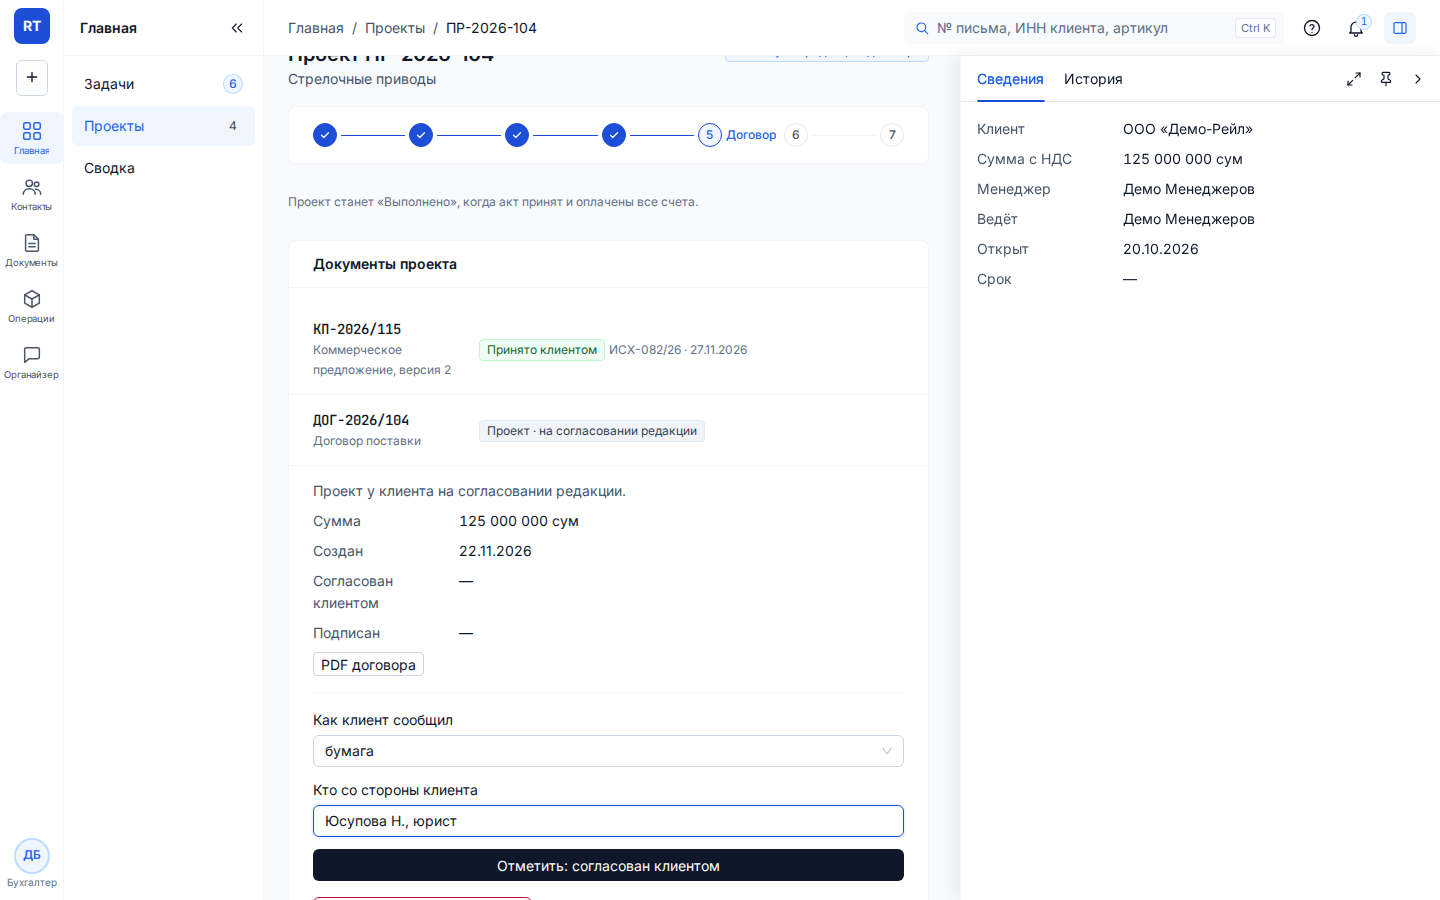 RT
Главная
Контакты
Документы
Операции
Органайзер
ДБ
Бухгалтер
Главная
Задачи 6
Проекты 4
Сводка
Главная / Проекты / ПР-2026-104
№ письма, ИНН клиента, артикул Ctrl K
1
Проект ПР-2026-104
Стрелочные приводы
5 Договор 6 7
Проект станет «Выполнено», когда акт принят и оплачены все счета.
Документы проекта
КП-2026/115
Коммерческое
предложение, версия 2
Принято клиентом ИСХ-082/26 · 27.11.2026
ДОГ-2026/104
Договор поставки
Проект · на согласовании редакции
Проект у клиента на согласовании редакции.
Сумма 125 000 000 сум
Создан 22.11.2026
Согласован
клиентом —
Подписан —
PDF договора
Как клиент сообщил
бумага
Кто со стороны клиента
Юсупова Н., юрист
Отметить: согласован клиентом
Сведения История
Клиент ООО «Демо-Рейл»
Сумма с НДС 125 000 000 сум
Менеджер Демо Менеджеров
Ведёт Демо Менеджеров
Открыт 20.10.2026
Срок —